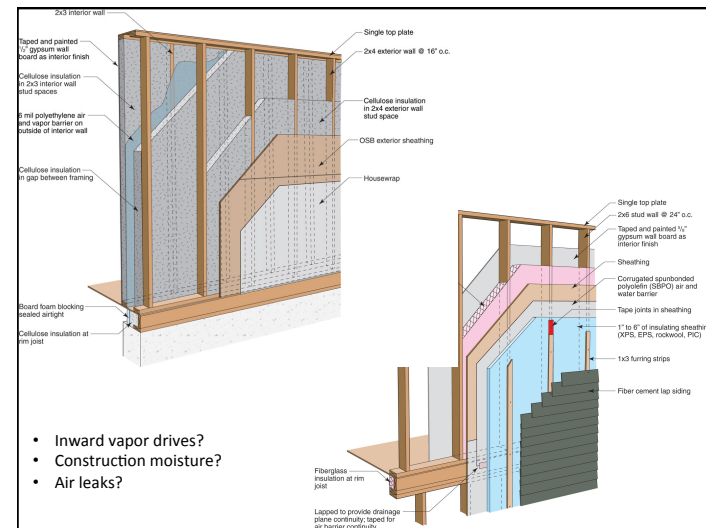 2x3 interior wall
Taped and painted
½" gypsum wall
board as interior finish
Cellulose insulation
in 2x3 interior wall
stud spaces
6 mil polyethylene air
and vapor barrier on
outside of interior wall
Cellulose insulation
in gap between framing
Board foam blocking
sealed airtight
Cellulose insulation at
rim joist
Single top plate
2x4 exterior wall @ 16" o.c.
Cellulose insulation
in 2x4 exterior wall
stud space
OSB exterior sheathing
Housewrap
Single top plate
2x6 stud wall @ 24" o.c.
Taped and painted ½"
gypsum wall board as
interior finish
Sheathing
Corrugated spunbonded
polyolefin (SBPO) air and
water barrier
Tape joints in sheathing
1" to 6" of insulating sheathin
(XPS, EPS, rockwool, PIC)
1x3 furring strips
Fiber cement lap siding
Fiberglass
insulation at rim
joist
Lapped to provide drainage
plane continuity; taped for
air barrier continuity
• Inward vapor drives?
• Construction moisture?
• Air leaks?